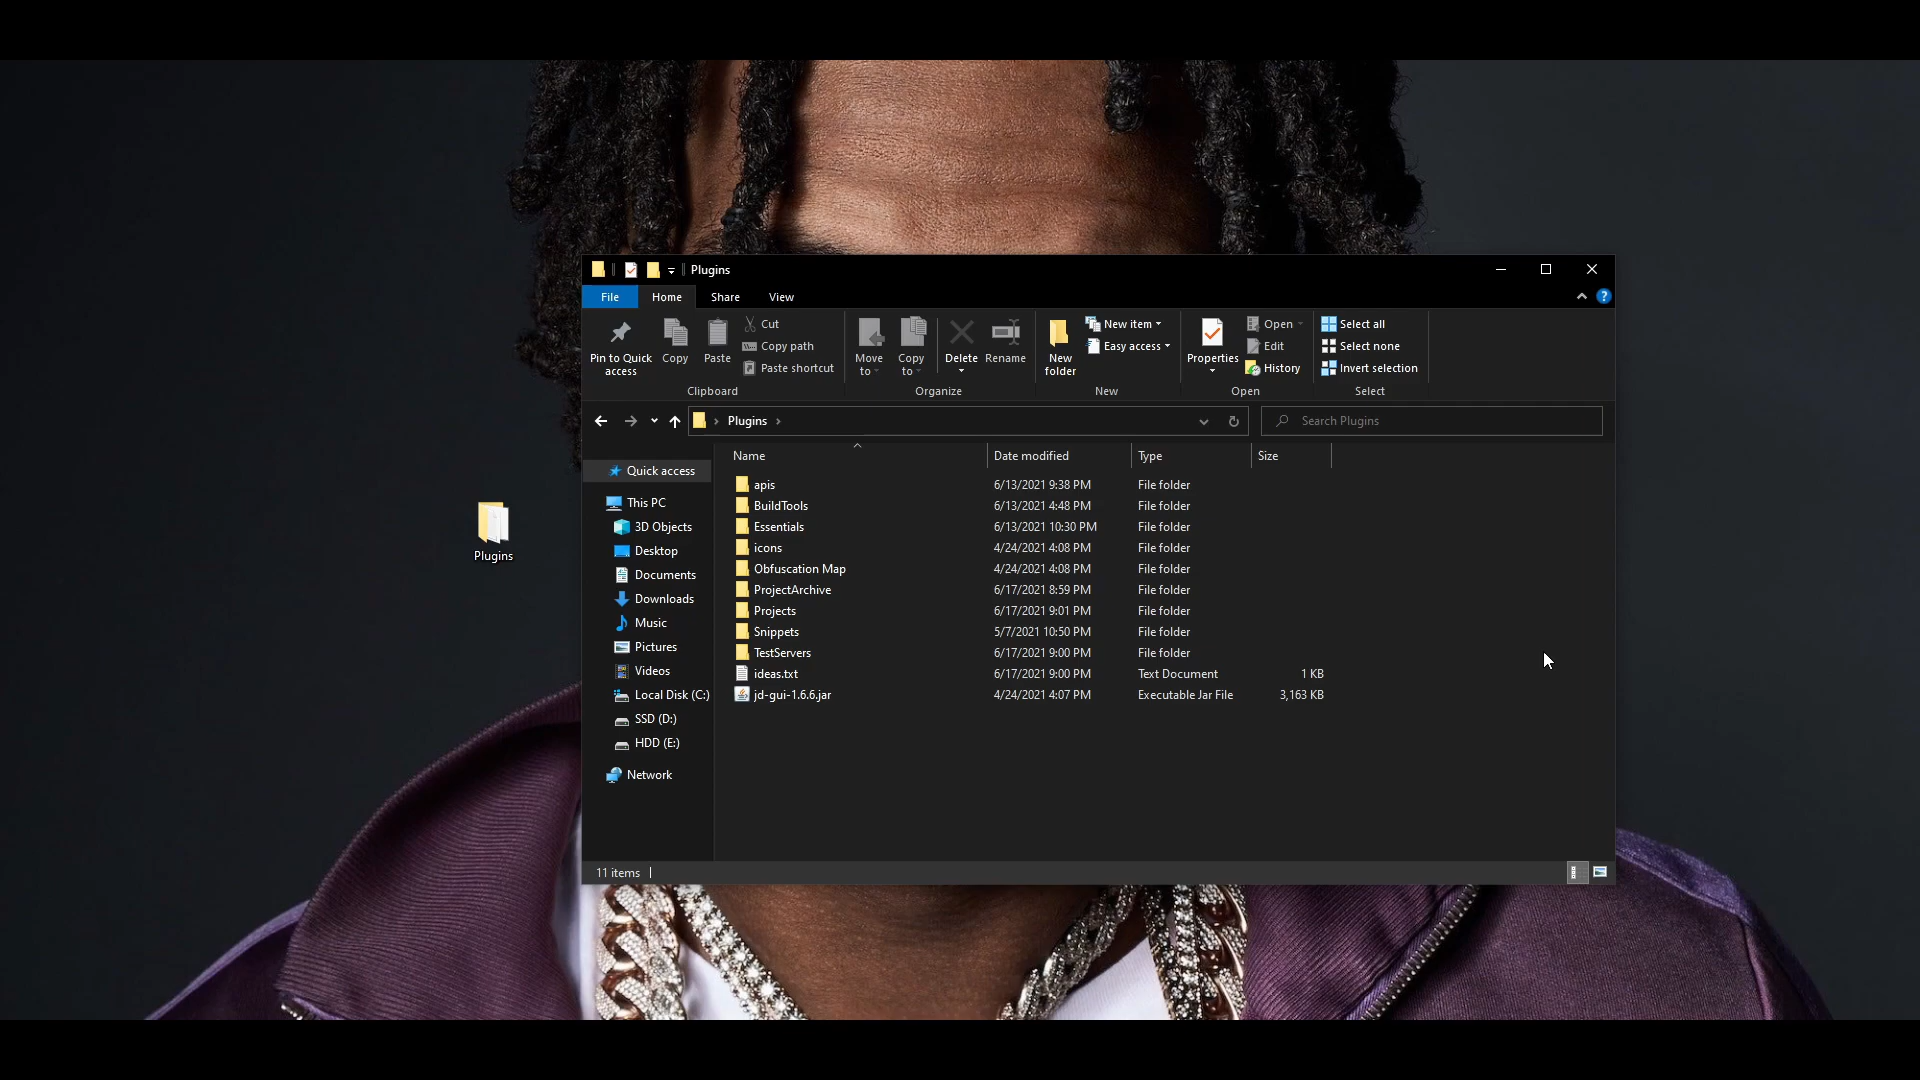 Plugins
File Home Share View
Pin to Quick access
Copy
Paste
Cut
Copy path
Paste shortcut
Clipboard
Move to
Copy to
Delete
Rename
Organize
New folder
New item
Easy access
New
Properties
Open
Edit
History
Open
Select all
Select none
Invert selection
Select
Plugins
Search Plugins
Quick access
This PC
3D Objects
Desktop
Documents
Downloads
Music
Pictures
Videos
Local Disk (C:)
SSD (D:)
HDD (E:)
Network
Name Date modified Type Size
apis 6/13/2021 9:38 PM File folder
BuildTools 6/13/2021 4:48 PM File folder
Essentials 6/13/2021 10:30 PM File folder
icons 4/24/2021 4:08 PM File folder
Obfuscation Map 4/24/2021 4:08 PM File folder
ProjectArchive 6/17/2021 8:59 PM File folder
Projects 6/17/2021 9:01 PM File folder
Snippets 5/7/2021 10:50 PM File folder
TestServers 6/17/2021 9:00 PM File folder
ideas.txt 6/17/2021 9:00 PM Text Document 1 KB
jd-gui-1.6.6.jar 4/24/2021 4:07 PM Executable Jar File 3,163 KB
11 items
Plugins